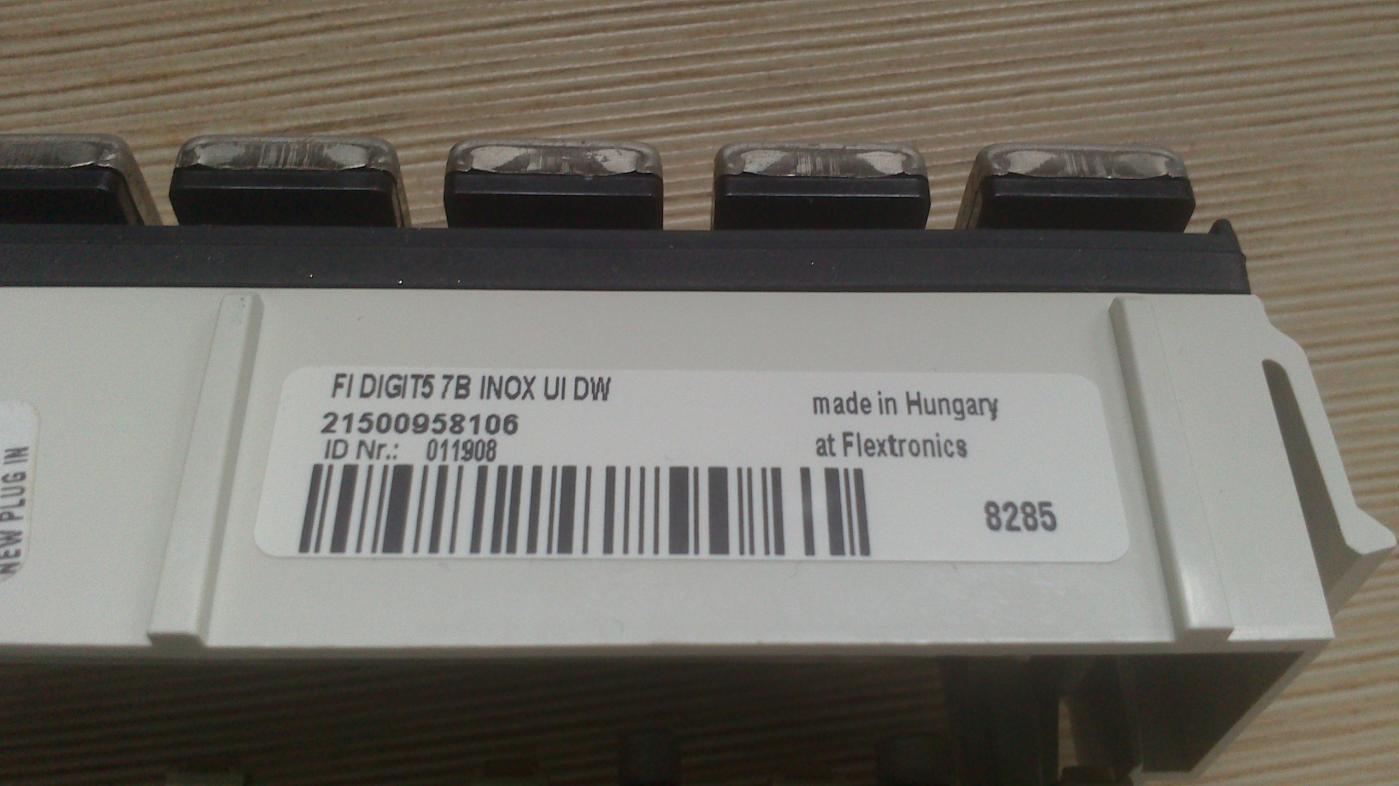 FI DIGIT5 7B INOX UI DW
21500958106
ID Nr.: 011908
made in Hungary
at Flextronics
8285
NEW PLUG IN